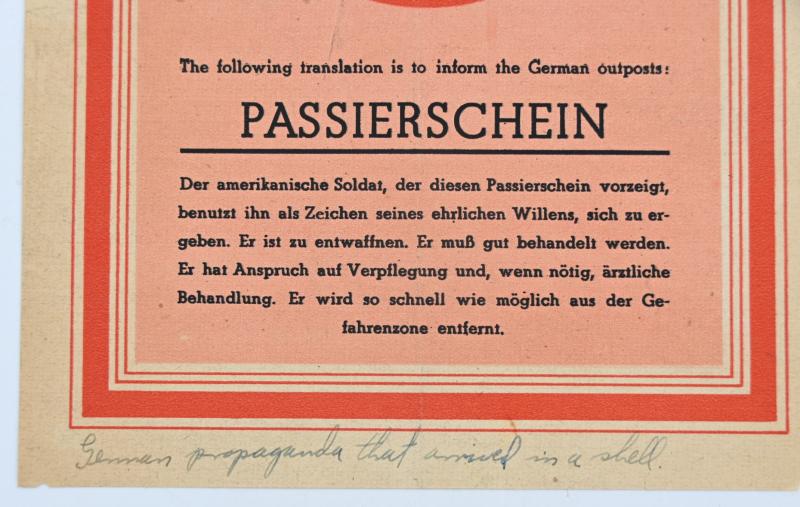 The following translation is to inform the German outposts:
PASSIERSCHEIN
Der amerikanische Soldat, der diesen Passierschein vorzeigt,
benutzt ihn als Zeichen seines ehrlichen Willens, sich zu er-
geben. Er ist zu entwaffnen. Er muß gut behandelt werden.
Er hat Anspruch auf Verpflegung und, wenn nötig, ärztliche
Behandlung. Er wird so schnell wie möglich aus der Ge-
fahrenzone entfernt.
German propaganda that arrived in a shell.